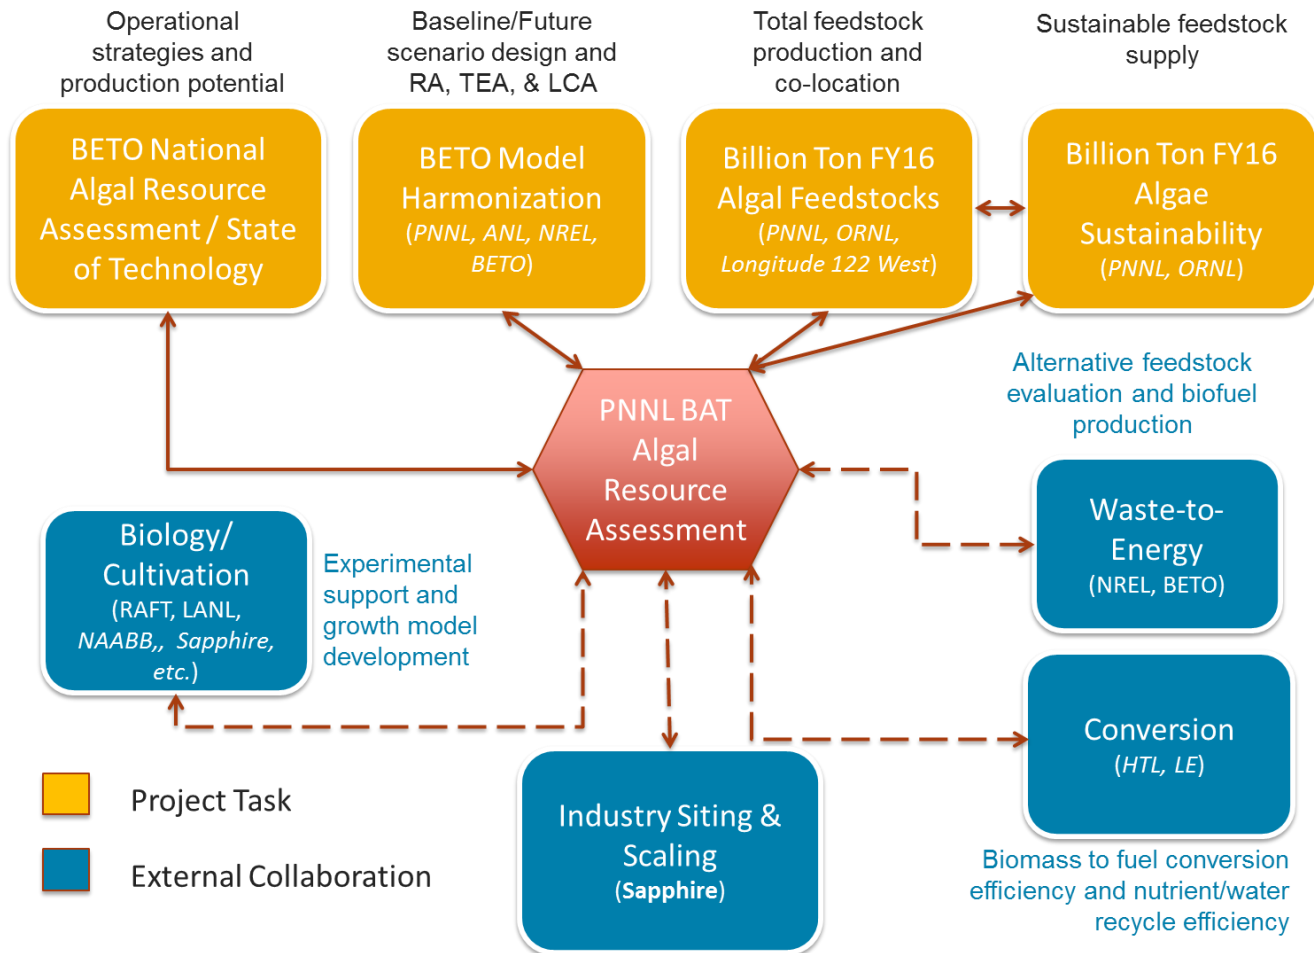 Operational
strategies and
production potential
Baseline/Future
scenario design and
RA, TEA, & LCA
Total feedstock
production and
co-location
Sustainable feedstock
supply
BETO National
Algal Resource
Assessment / State
of Technology
BETO Model
Harmonization
(PNNL, ANL, NREL,
BETO)
Billion Ton FY16
Algal Feedstocks
(PNNL, ORNL,
Longitude 122 West)
Billion Ton FY16
Algae
Sustainability
(PNNL, ORNL)
PNNL BAT
Algal
Resource
Assessment
Alternative feedstock
evaluation and biofuel
production
Waste-to-
Energy
(NREL, BETO)
Biology/
Cultivation
(RAFT, LANL,
NAABB,, Sapphire,
etc.)
Experimental
support and
growth model
development
Conversion
(HTL, LE)
Biomass to fuel conversion
efficiency and nutrient/water
recycle efficiency
Industry Siting &
Scaling
(Sapphire)
Project Task
External Collaboration